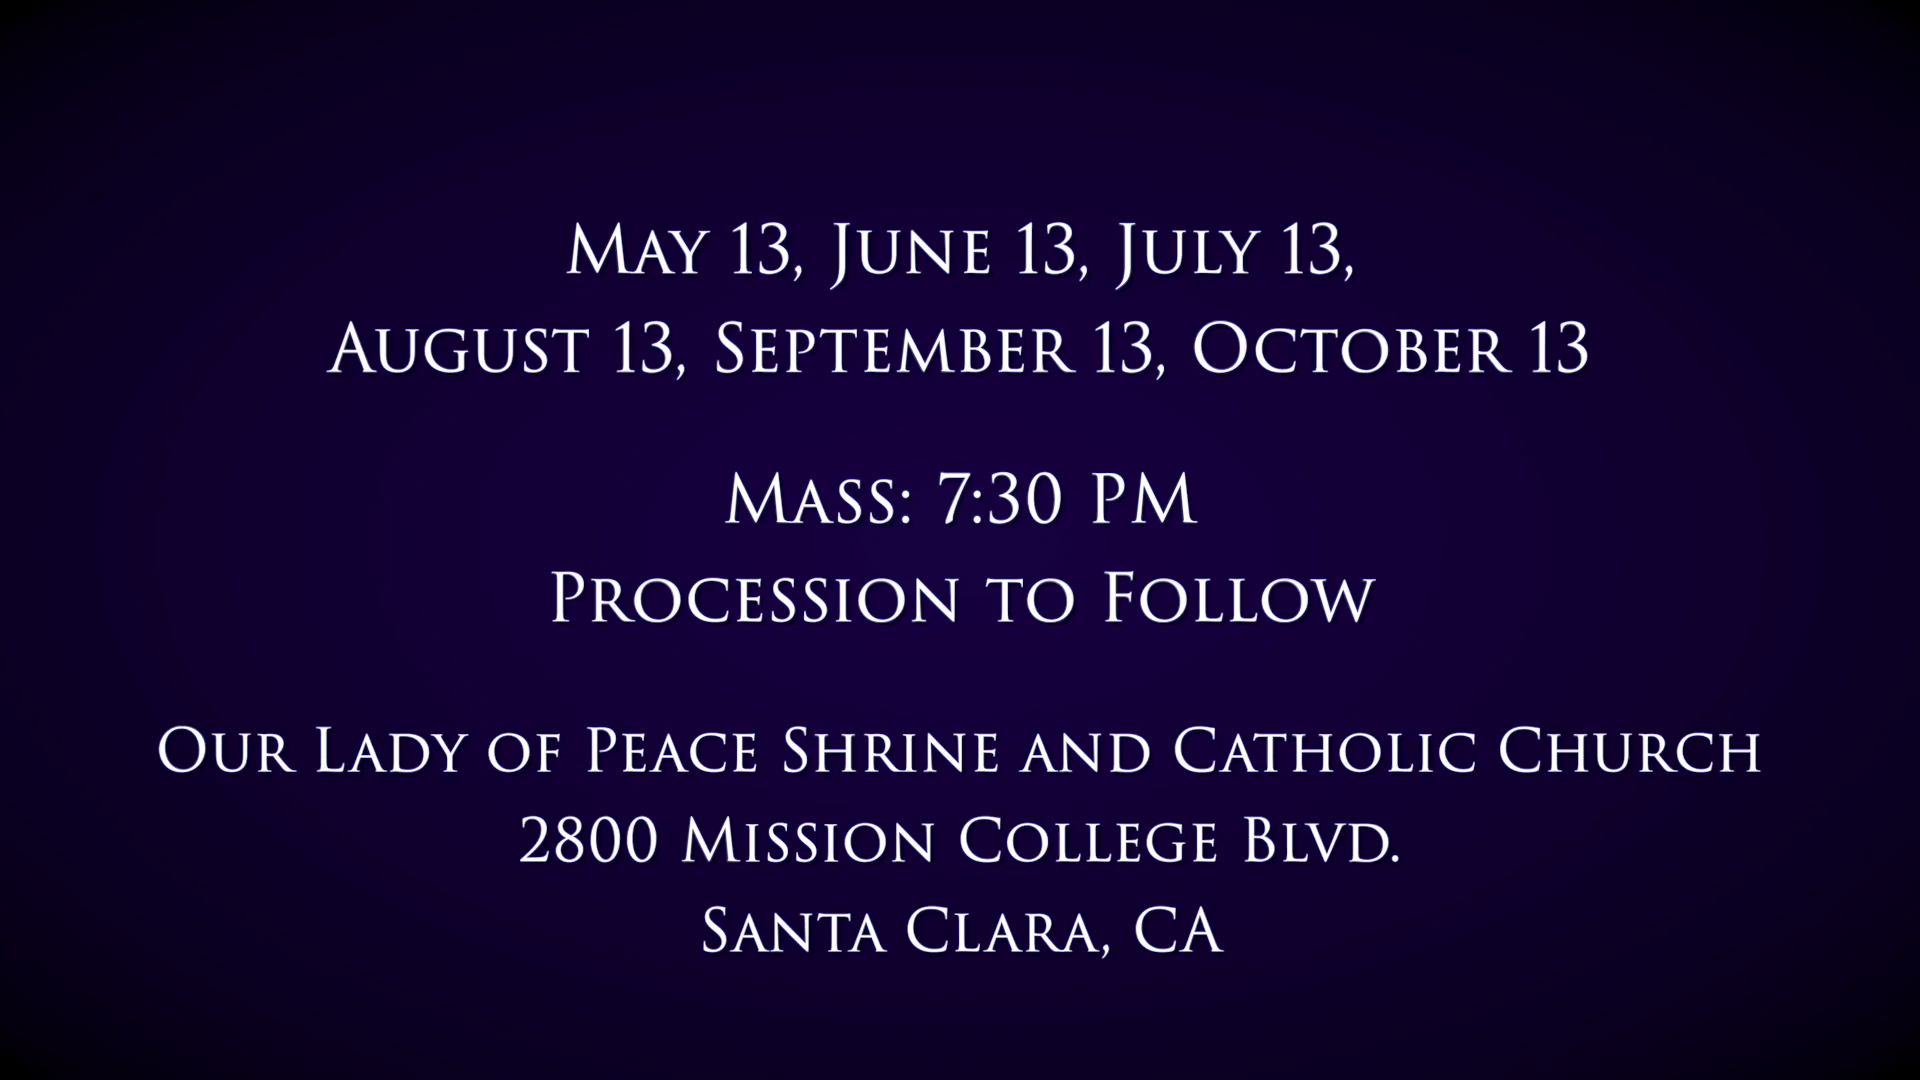 May 13, June 13, July 13,
August 13, September 13, October 13
Mass: 7:30 PM
Procession to Follow
Our Lady of Peace Shrine and Catholic Church
2800 Mission College Blvd.
Santa Clara, CA